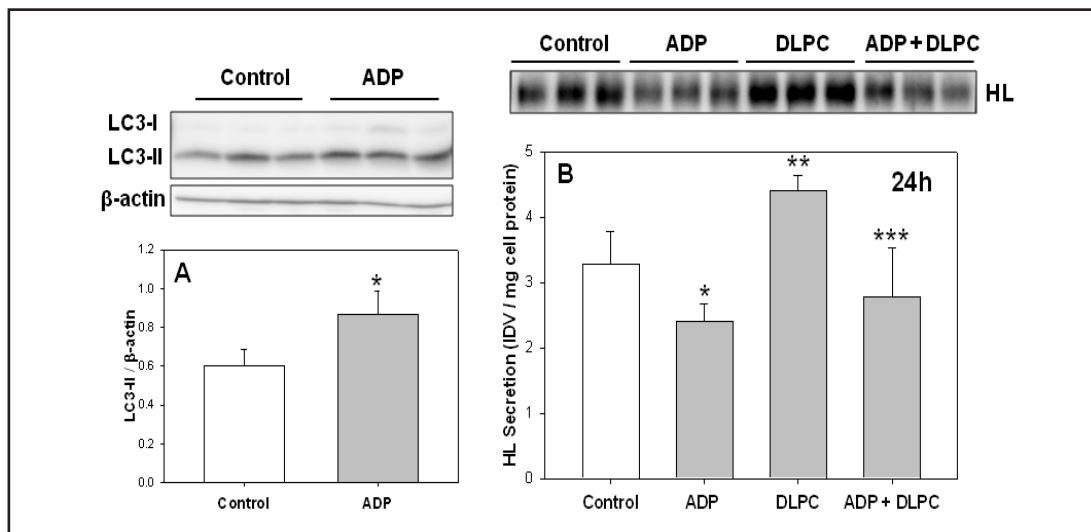 Control ADP
LC3-I
LC3-II
β-actin
A
*
LC3-II / β-actin
1.2
1.0
0.8
0.6
0.4
0.2
0.0
Control ADP
Control ADP DLPC ADP + DLPC
HL
B
24h
*
**
***
HL Secretion (IDV / mg cell protein)
5
4
3
2
1
0
Control ADP DLPC ADP + DLPC